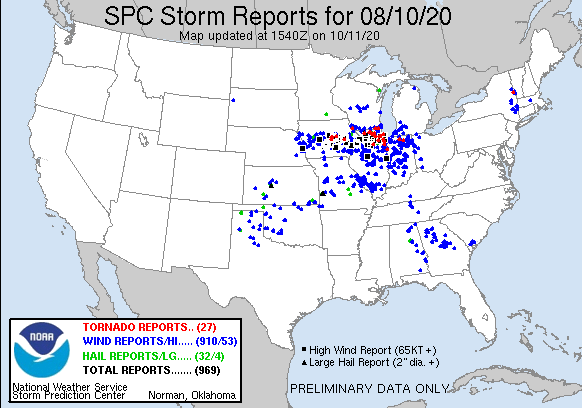 SPC Storm Reports for 08/10/20
Map updated at 1540Z on 10/11/20
TORNADO REPORTS.. (27)
WIND REPORTS/HI..... (910/53)
HAIL REPORTS/LG..... (32/4)
TOTAL REPORTS....... (969)
NOAA
National Weather Service
Storm Prediction Center Norman, Oklahoma
High Wind Report (65KT +)
Large Hail Report (2" dia. +)
PRELIMINARY DATA ONLY